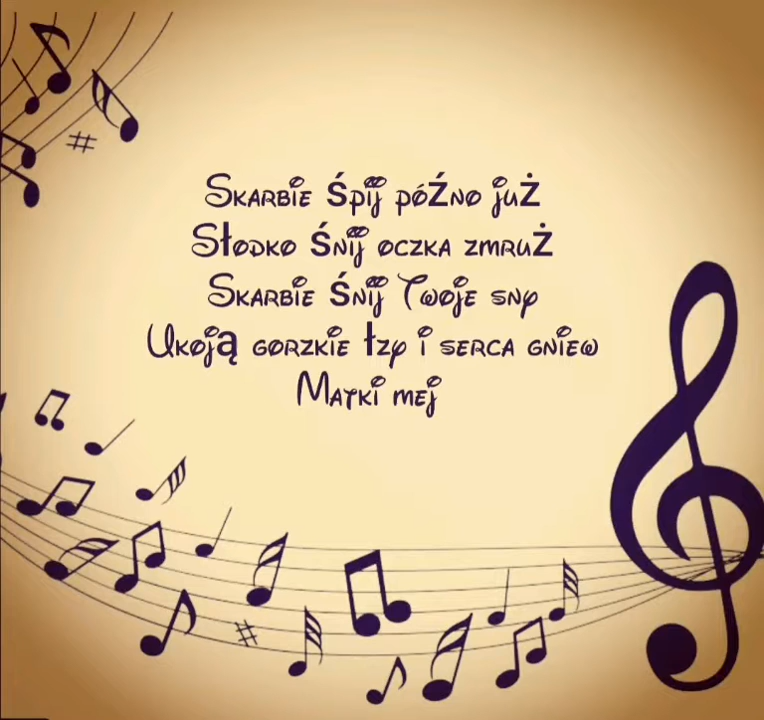 Skarbie Śpij póŹno juŻ
Słodko Śnij oczka zmruŻ
Skarbie Śnij Twoje sny
Ukoją gorzkie łzy i serca gniew
Matki mej